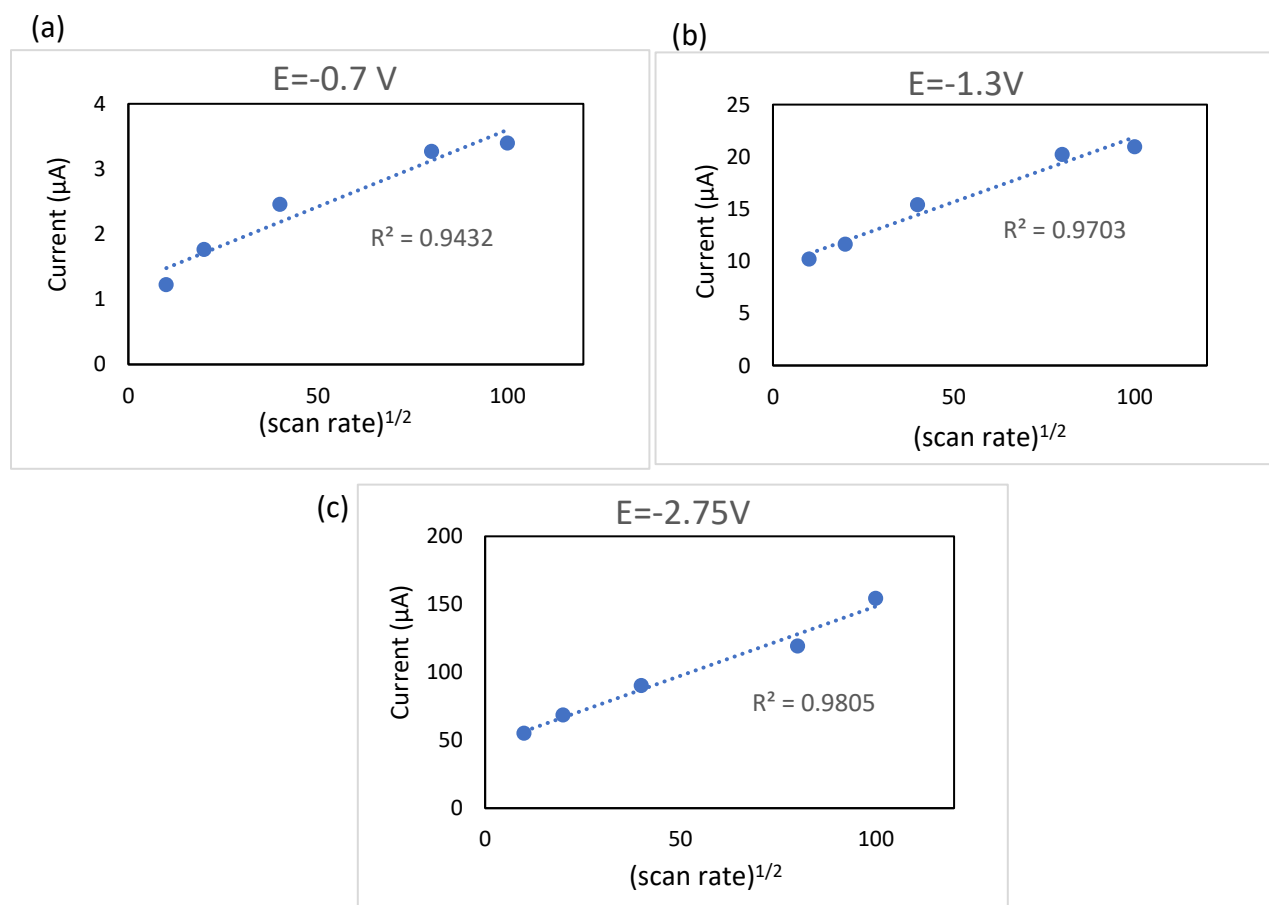 (a)
E=-0.7 V
Current (µA)
4
3
2
1
0
R² = 0.9432
0 50 100
(scan rate)¹/²
(b)
E=-1.3V
Current (µA)
25
20
15
10
5
0
R² = 0.9703
0 50 100
(scan rate)¹/²
(c)
E=-2.75V
Current (µA)
200
150
100
50
0
R² = 0.9805
0 50 100
(scan rate)¹/²